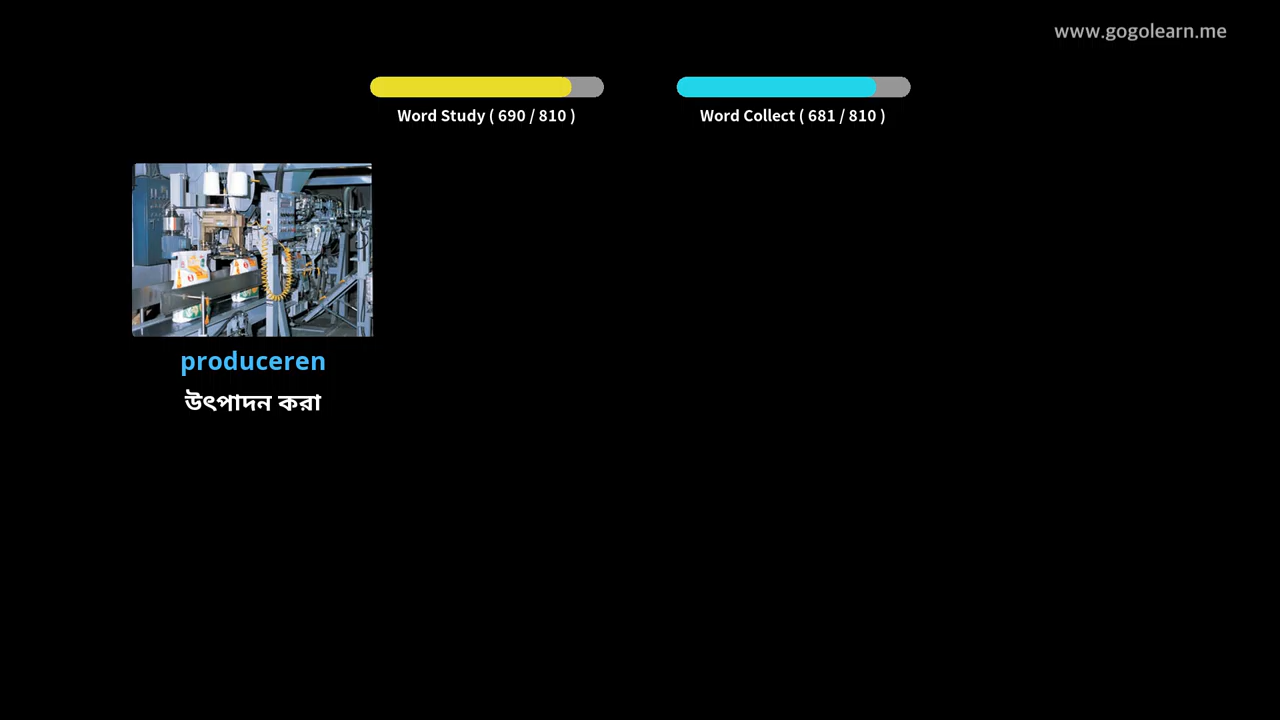 www.gogolearn.me
Word Study ( 690 / 810 )
Word Collect ( 681 / 810 )
produceren
উৎপাদন করা